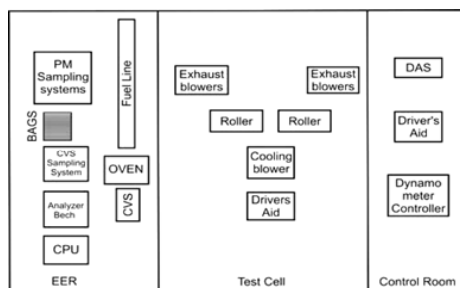 PM
Sampling
systems
Fuel Line
BAGS
CVS
Sampling
System
OVEN
Analyzer
Bech
CVS
CPU
EER
Exhaust
blowers
Exhaust
blowers
Roller
Roller
Cooling
blower
Drivers
Aid
Test Cell
DAS
Driver's
Aid
Dynamo
meter
Controller
Control Room